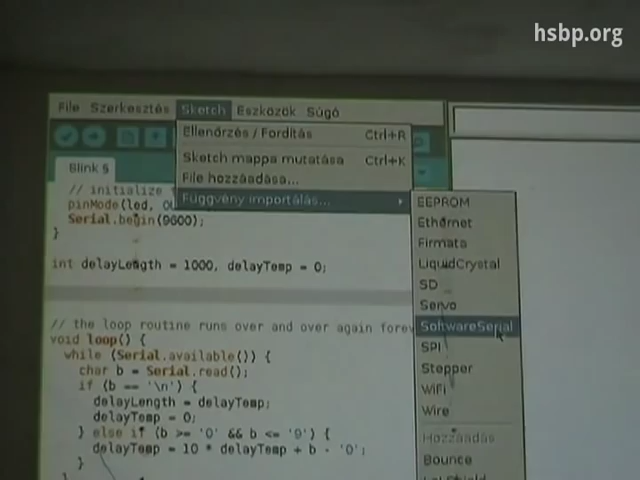 hsbp.org
File Szerkesztés Sketch Eszközök Súgó
Ellenőrzés / Fordítás Ctrl+R
Sketch mappa mutatása Ctrl+K
File hozzáadása...
Függvény importálás...
EEPROM
Ethernet
Firmata
LiquidCrystal
SD
Servo
SoftwareSerial
SPI
Stepper
WiFi
Wire
Hozzáadás
Bounce
Blink §
// initialize
pinMode(led,
Serial.begin(9600);
}
int delayLength = 1000, delayTemp = 0;
// the loop routine runs over and over again
void loop() {
while (Serial.available()) {
char b = Serial.read();
if (b == '\n') {
delayLength = delayTemp;
delayTemp = 0;
} else if (b >= '0' && b <= '9') {
delayTemp = 10 * delayTemp + b - '0';
}
}